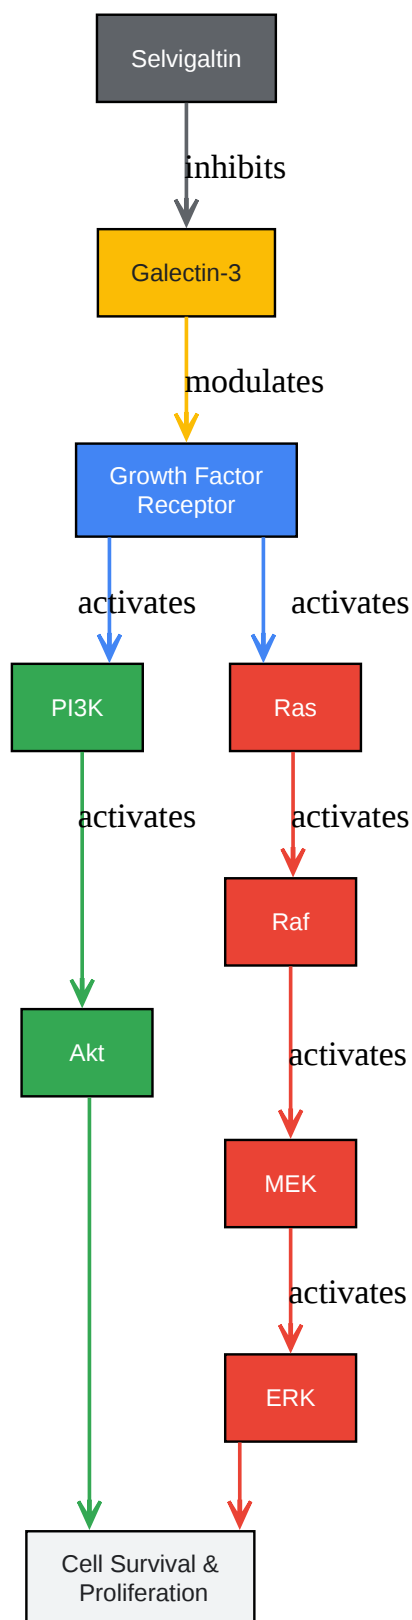 Selvigaltin
inhibits
Galectin-3
modulates
Growth Factor
Receptor
activates
activates
PI3K
Ras
activates
activates
Raf
Akt
activates
MEK
activates
ERK
Cell Survival &
Proliferation